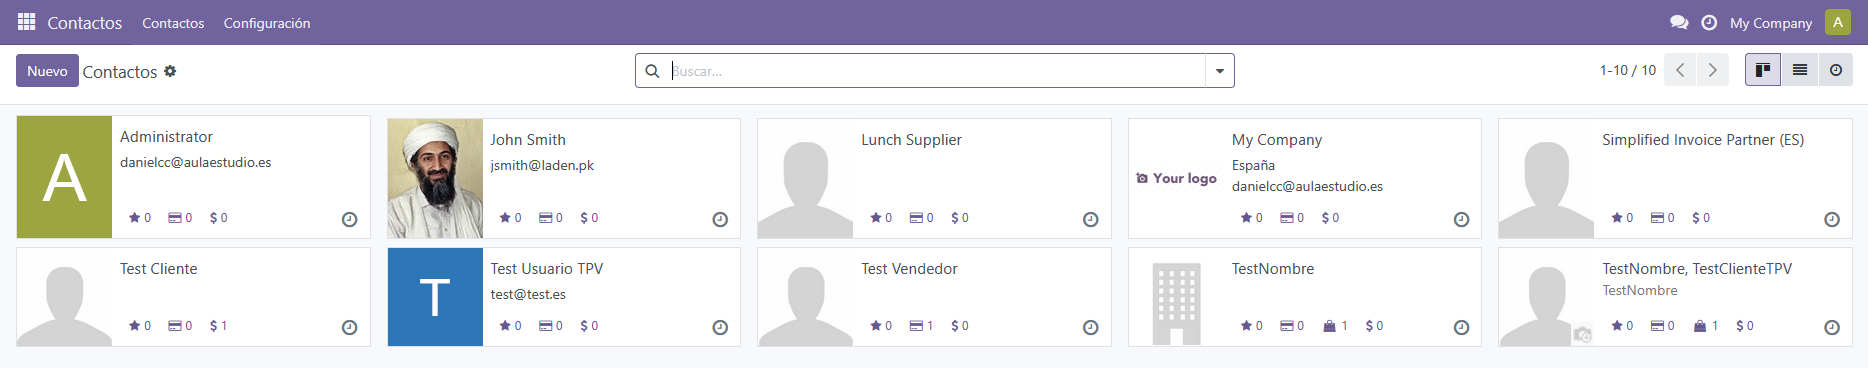 Contactos Contactos Configuración My Company A
Nuevo Contactos Buscar... 1-10 / 10
A
Administrator
danielcc@aulaestudio.es
0 0 $ 0
John Smith
jsmith@laden.pk
0 0 $ 0
Lunch Supplier
0 0 $ 0
Your logo
My Company
España
danielcc@aulaestudio.es
0 0 $ 0
Simplified Invoice Partner (ES)
0 0 $ 0
Test Cliente
0 0 $ 1
T
Test Usuario TPV
test@test.es
0 0 $ 0
Test Vendedor
0 1 $ 0
TestNombre
0 0 1 $ 0
TestNombre, TestClienteTPV
TestNombre
0 0 1 $ 0